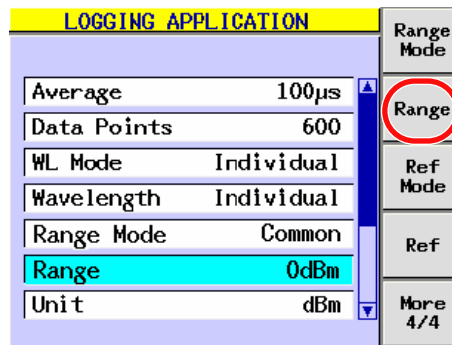 LOGGING APPLICATION
Average 100µs
Data Points 600
WL Mode Individual
Wavelength Individual
Range Mode Common
Range 0dBm
Unit dBm
Range
Mode
Range
Ref
Mode
Ref
More
4/4